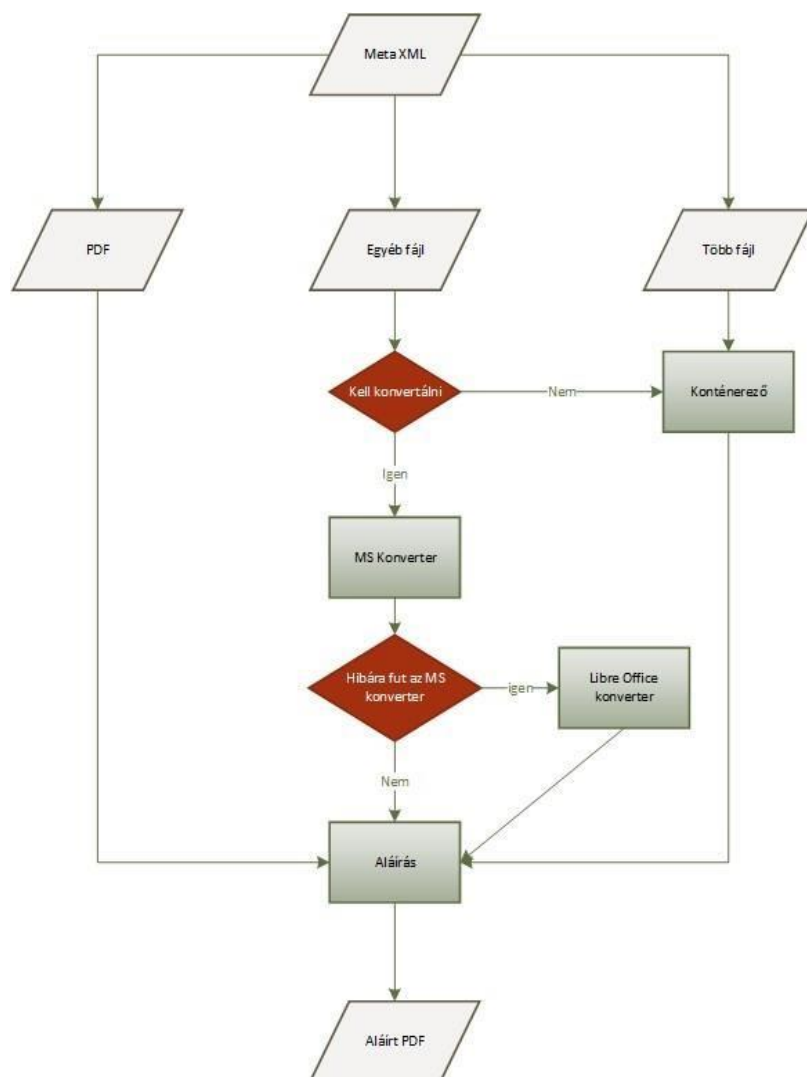 Meta XML
PDF
Egyéb fájl
Több fájl
Kell konvertálni
Nem
Konténerező
Igen
MS Konverter
Hibára fut az MS
konverter
igen
Libre Office
konverter
Nem
Aláírás
Aláírt PDF